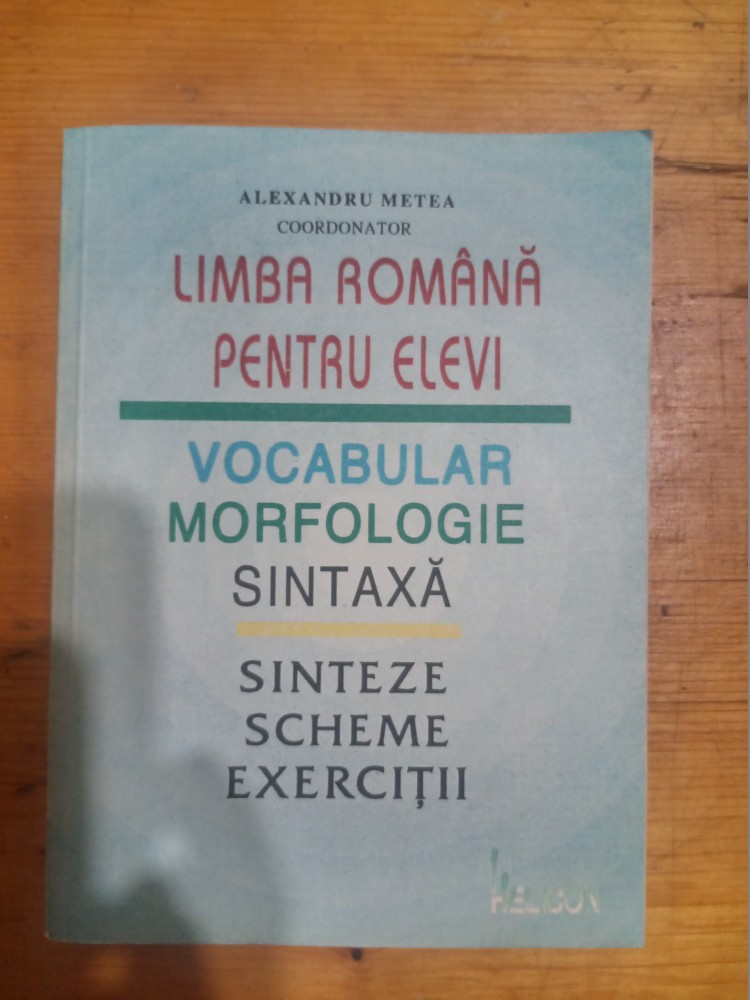 ALEXANDRU METEA
COORDONATOR
LIMBA ROMÂNĂ
PENTRU ELEVI
VOCABULAR
MORFOLOGIE
SINTAXĂ
SINTEZE
SCHEME
EXERCIȚII
HELICON